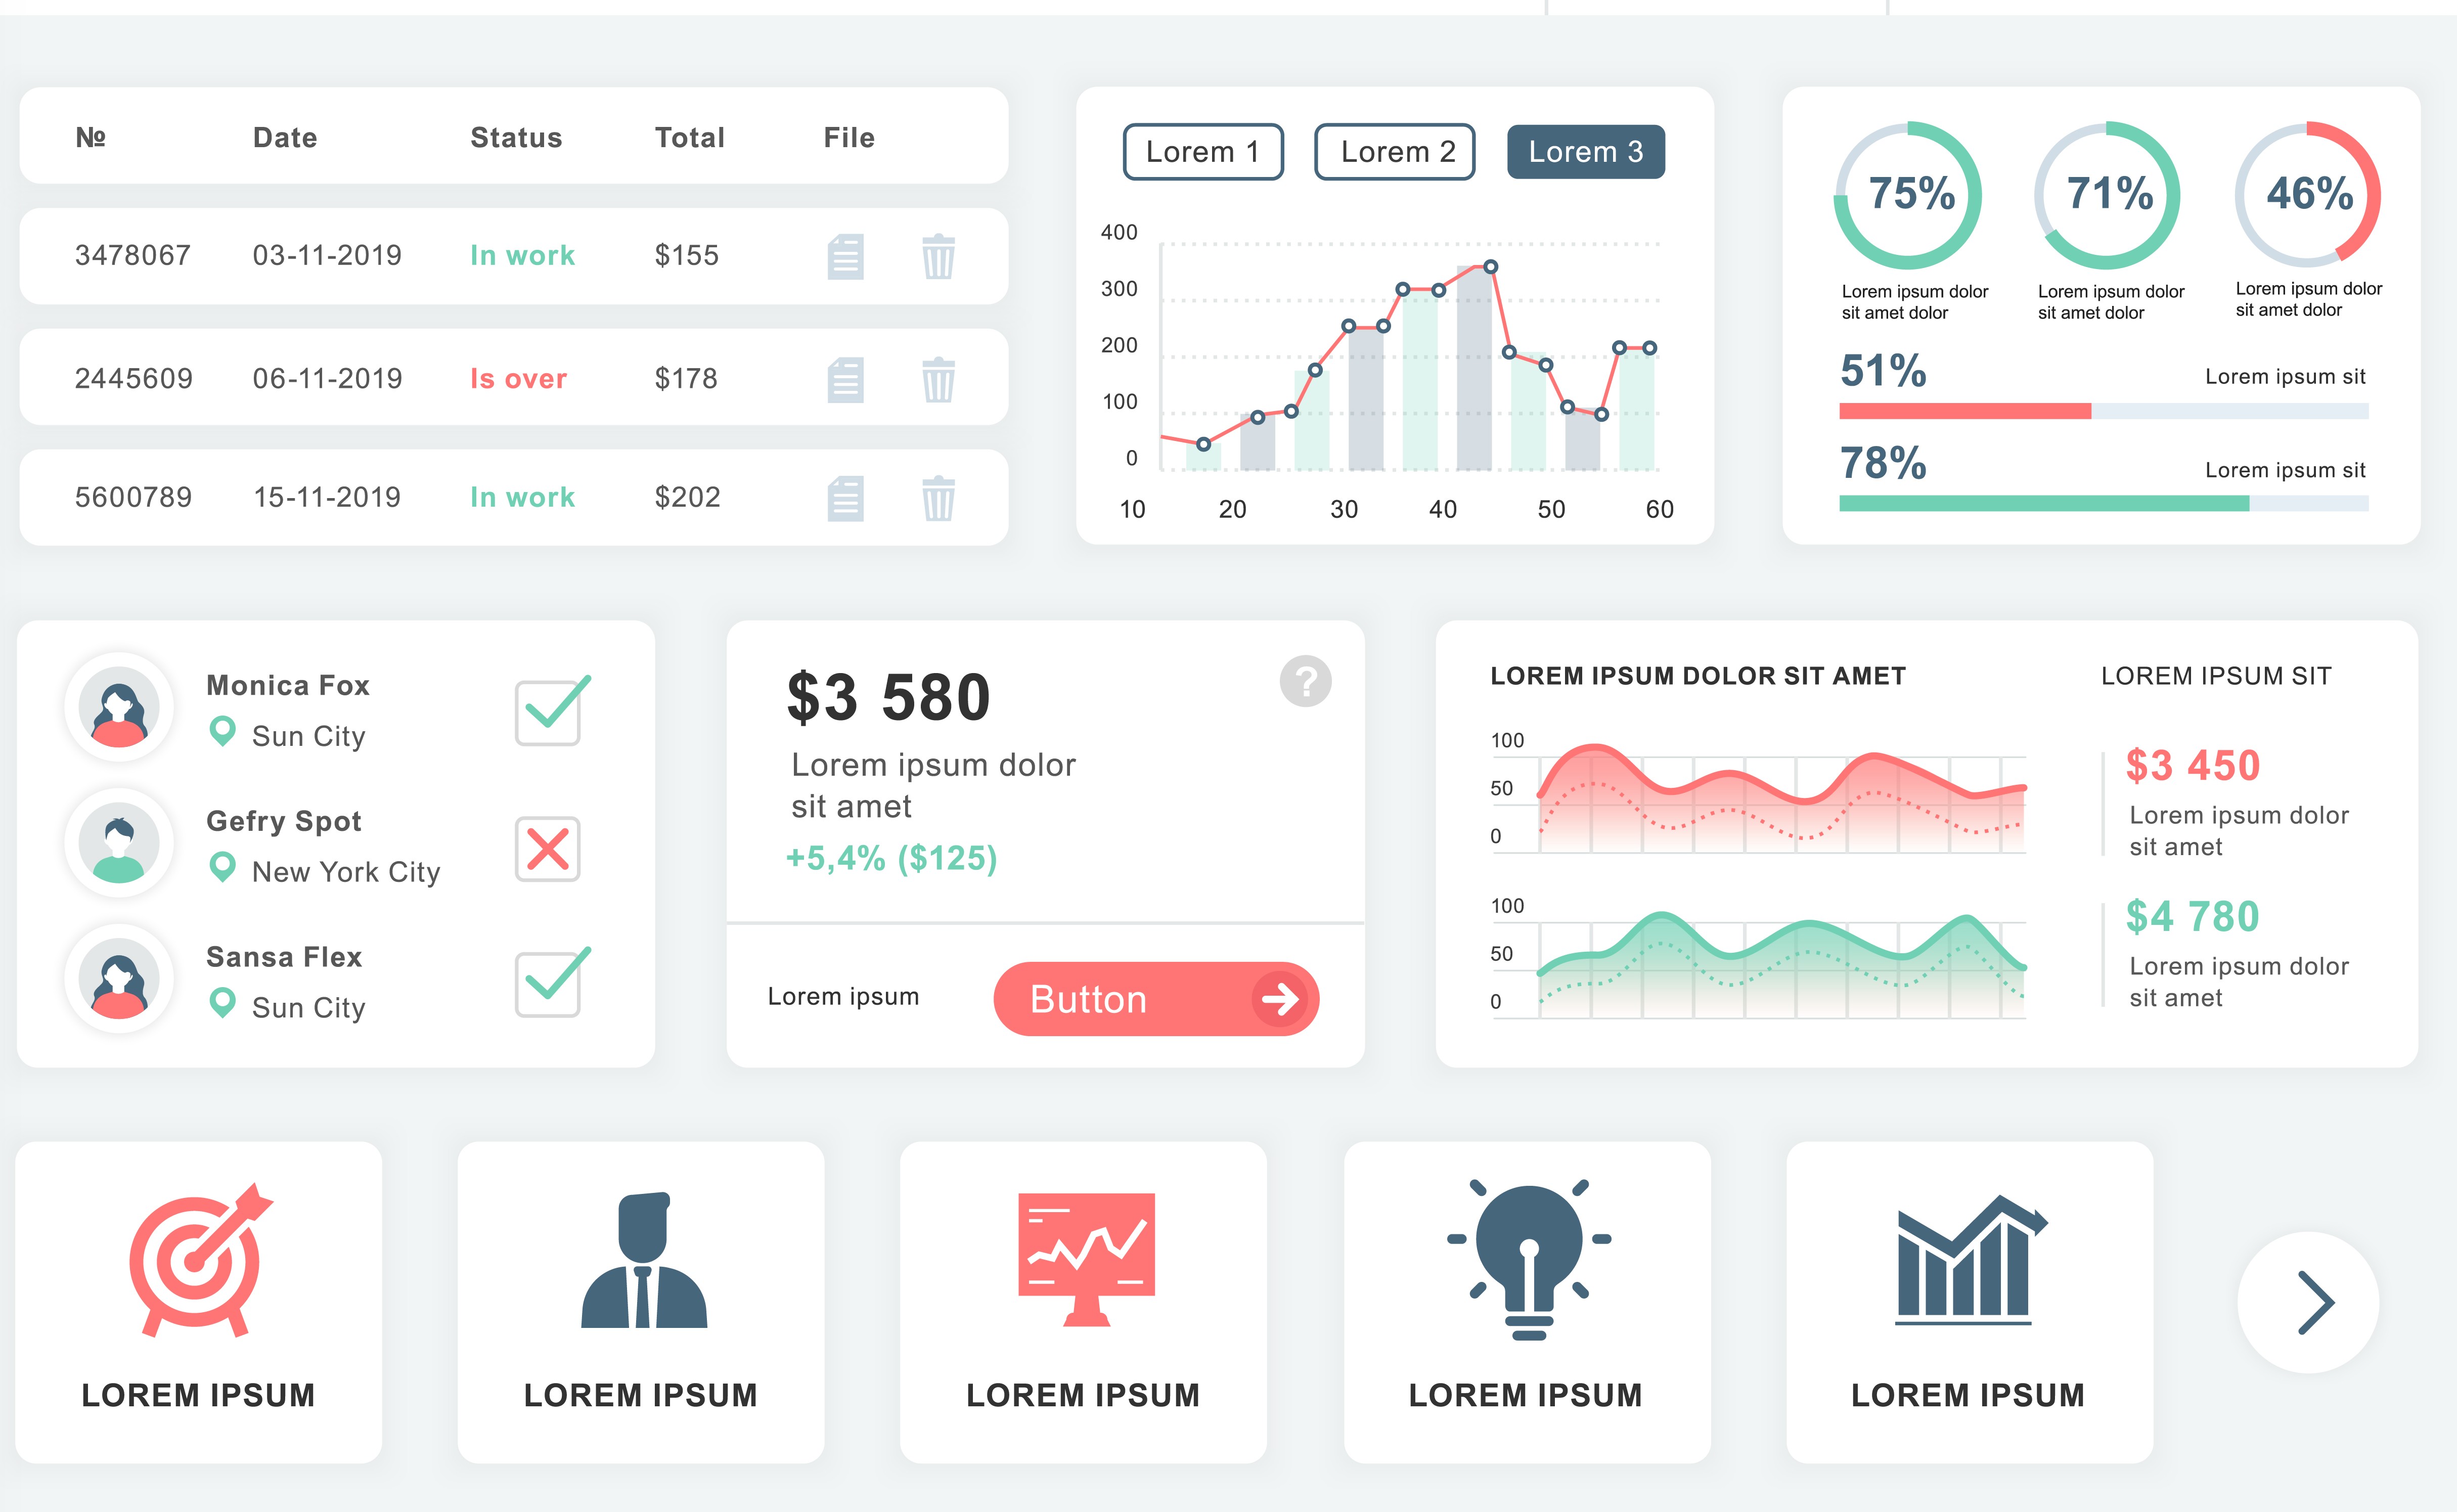 № Date Status Total File
3478067 03-11-2019 In work $155
2445609 06-11-2019 Is over $178
5600789 15-11-2019 In work $202
Lorem 1 Lorem 2 Lorem 3
400
300
200
100
0
10 20 30 40 50 60
75% 71% 46%
Lorem ipsum dolor
sit amet dolor
Lorem ipsum dolor
sit amet dolor
Lorem ipsum dolor
sit amet dolor
51% Lorem ipsum sit
78% Lorem ipsum sit
Monica Fox
Sun City
Gefry Spot
New York City
Sansa Flex
Sun City
$3 580 ?
Lorem ipsum dolor
sit amet
+5,4% ($125)
Lorem ipsum Button
LOREM IPSUM DOLOR SIT AMET
100
50
0
100
50
0
LOREM IPSUM SIT
$3 450
Lorem ipsum dolor
sit amet
$4 780
Lorem ipsum dolor
sit amet
LOREM IPSUM
LOREM IPSUM
LOREM IPSUM
LOREM IPSUM
LOREM IPSUM